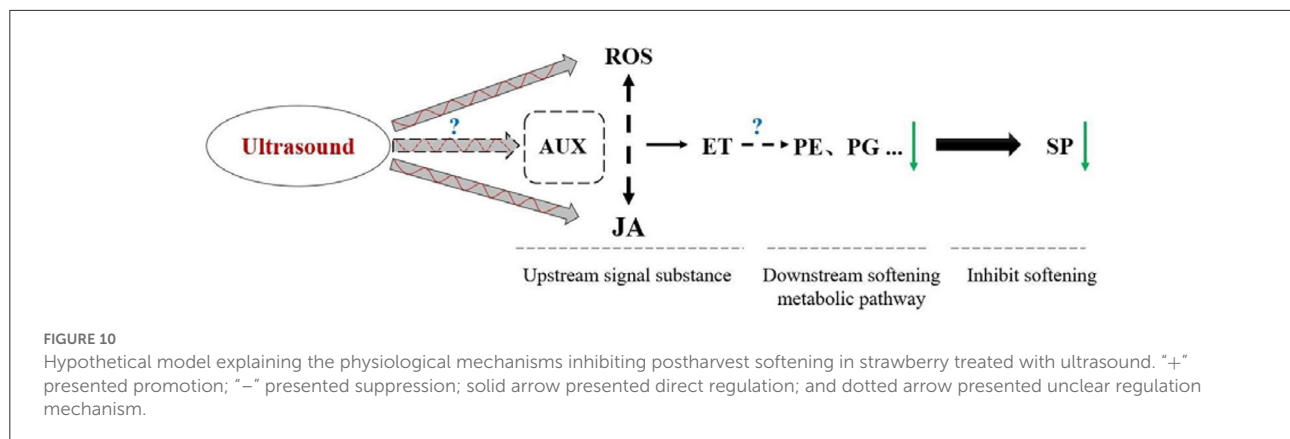 ROS
?
Ultrasound
AUX
ET
?
PE、PG ...
SP
JA
Upstream signal substance
Downstream softening
metabolic pathway
Inhibit softening
FIGURE 10
Hypothetical model explaining the physiological mechanisms inhibiting postharvest softening in strawberry treated with ultrasound. "+"
presented promotion; "–" presented suppression; solid arrow presented direct regulation; and dotted arrow presented unclear regulation
mechanism.